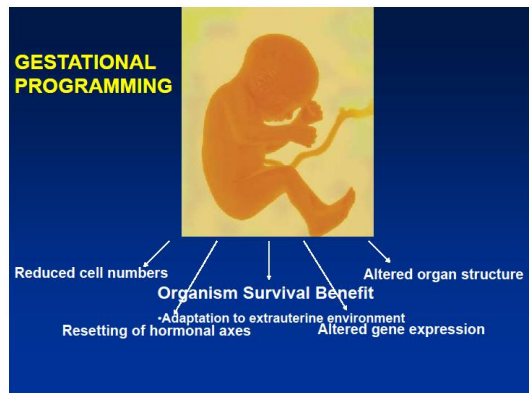 GESTATIONAL
PROGRAMMING
Reduced cell numbers
Altered organ structure
Organism Survival Benefit
•Adaptation to extrauterine environment
Resetting of hormonal axes
Altered gene expression